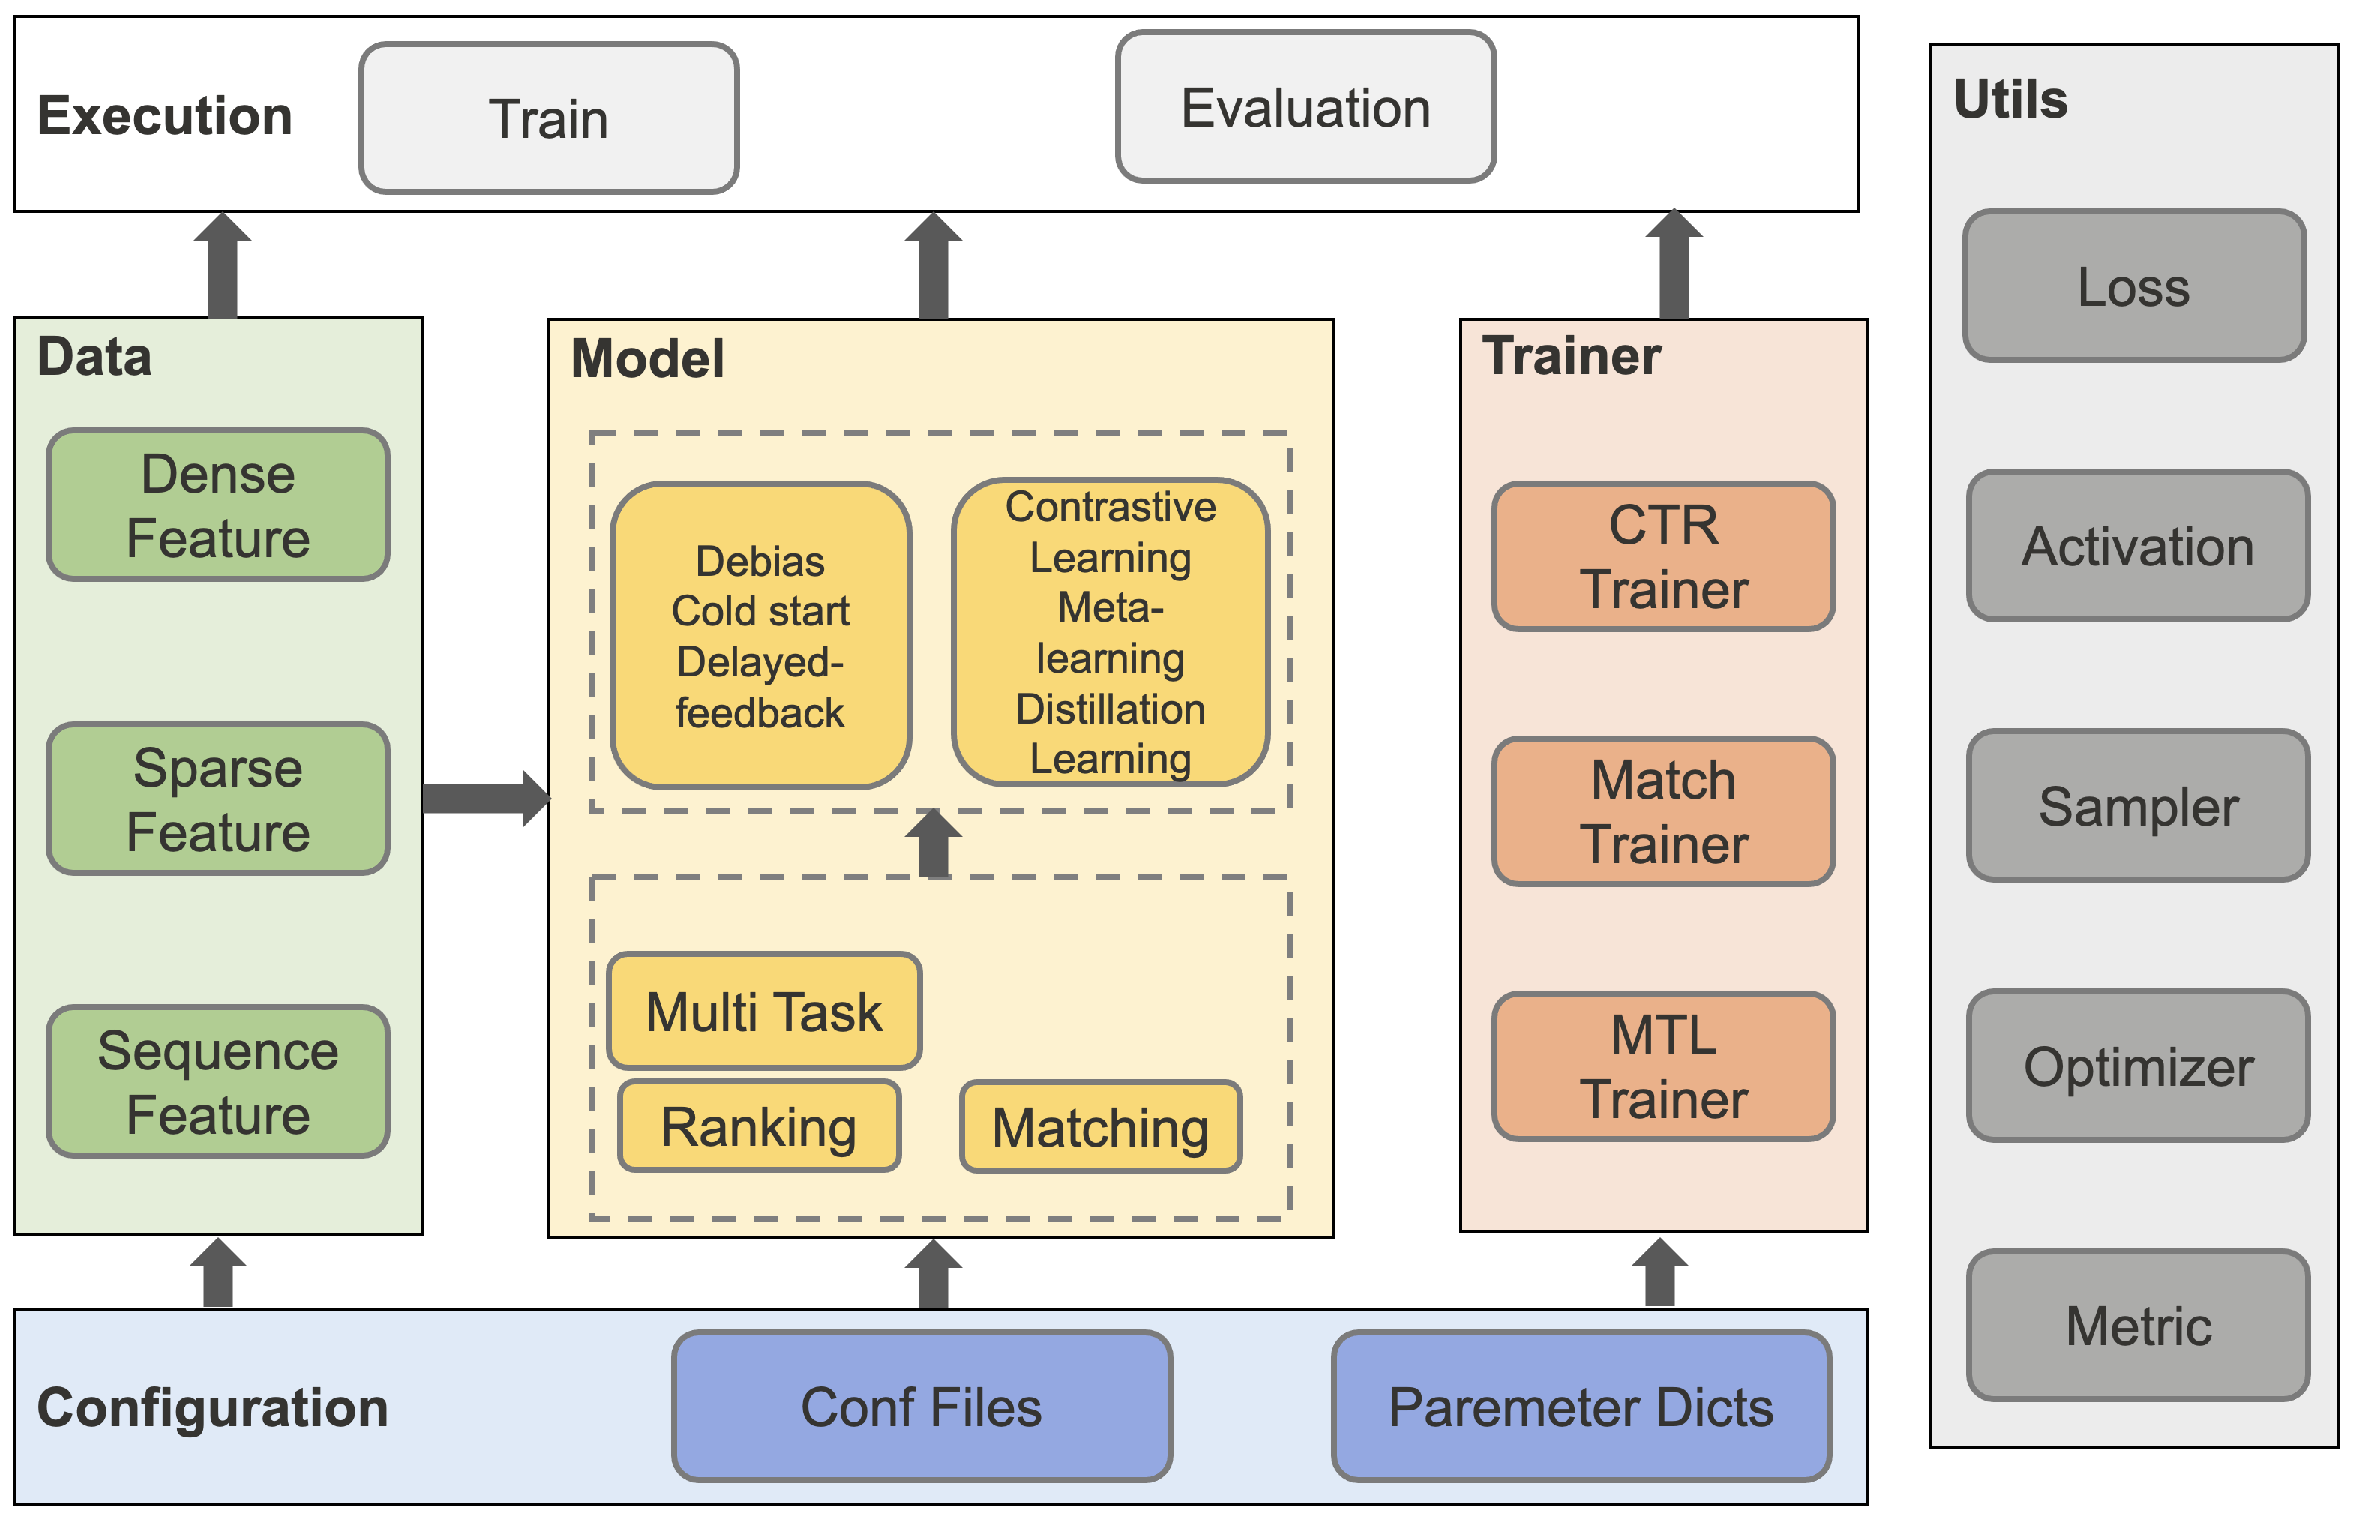 Execution
Train
Evaluation
Data
Dense
Feature
Sparse
Feature
Sequence
Feature
Model
Debias
Cold start
Delayed-
feedback
Contrastive
Learning
Meta-
learning
Distillation
Learning
Multi Task
Ranking
Matching
Trainer
CTR
Trainer
Match
Trainer
MTL
Trainer
Configuration
Conf Files
Paremeter Dicts
Utils
Loss
Activation
Sampler
Optimizer
Metric